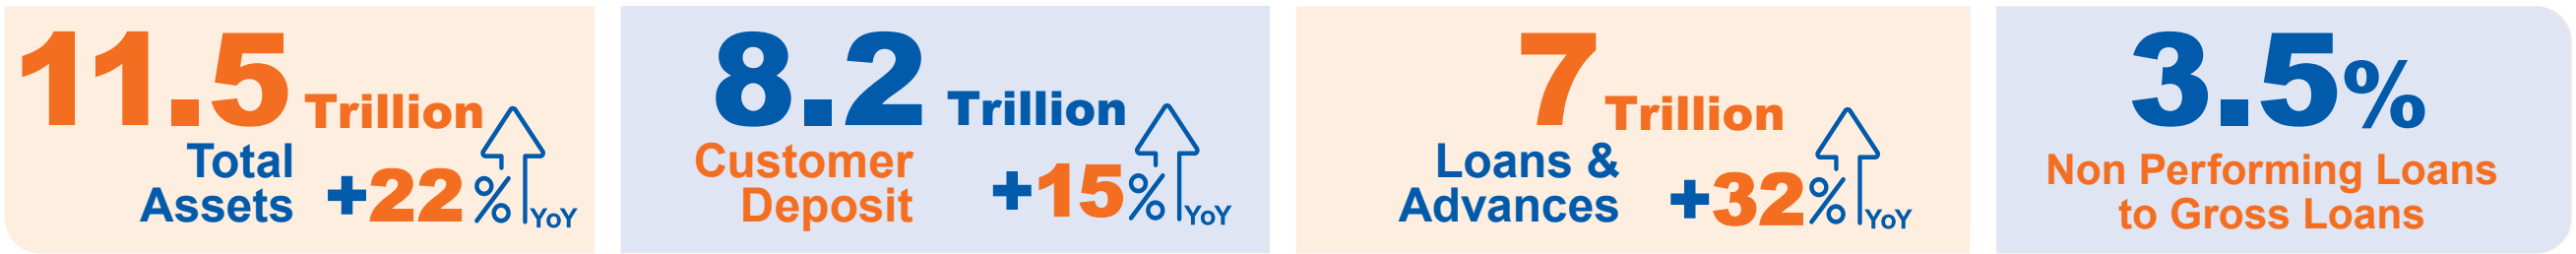 11.5 Trillion
Total
Assets
+22% YoY
8.2 Trillion
Customer
Deposit
+15% YoY
7 Trillion
Loans &
Advances
+32% YoY
3.5%
Non Performing Loans
to Gross Loans